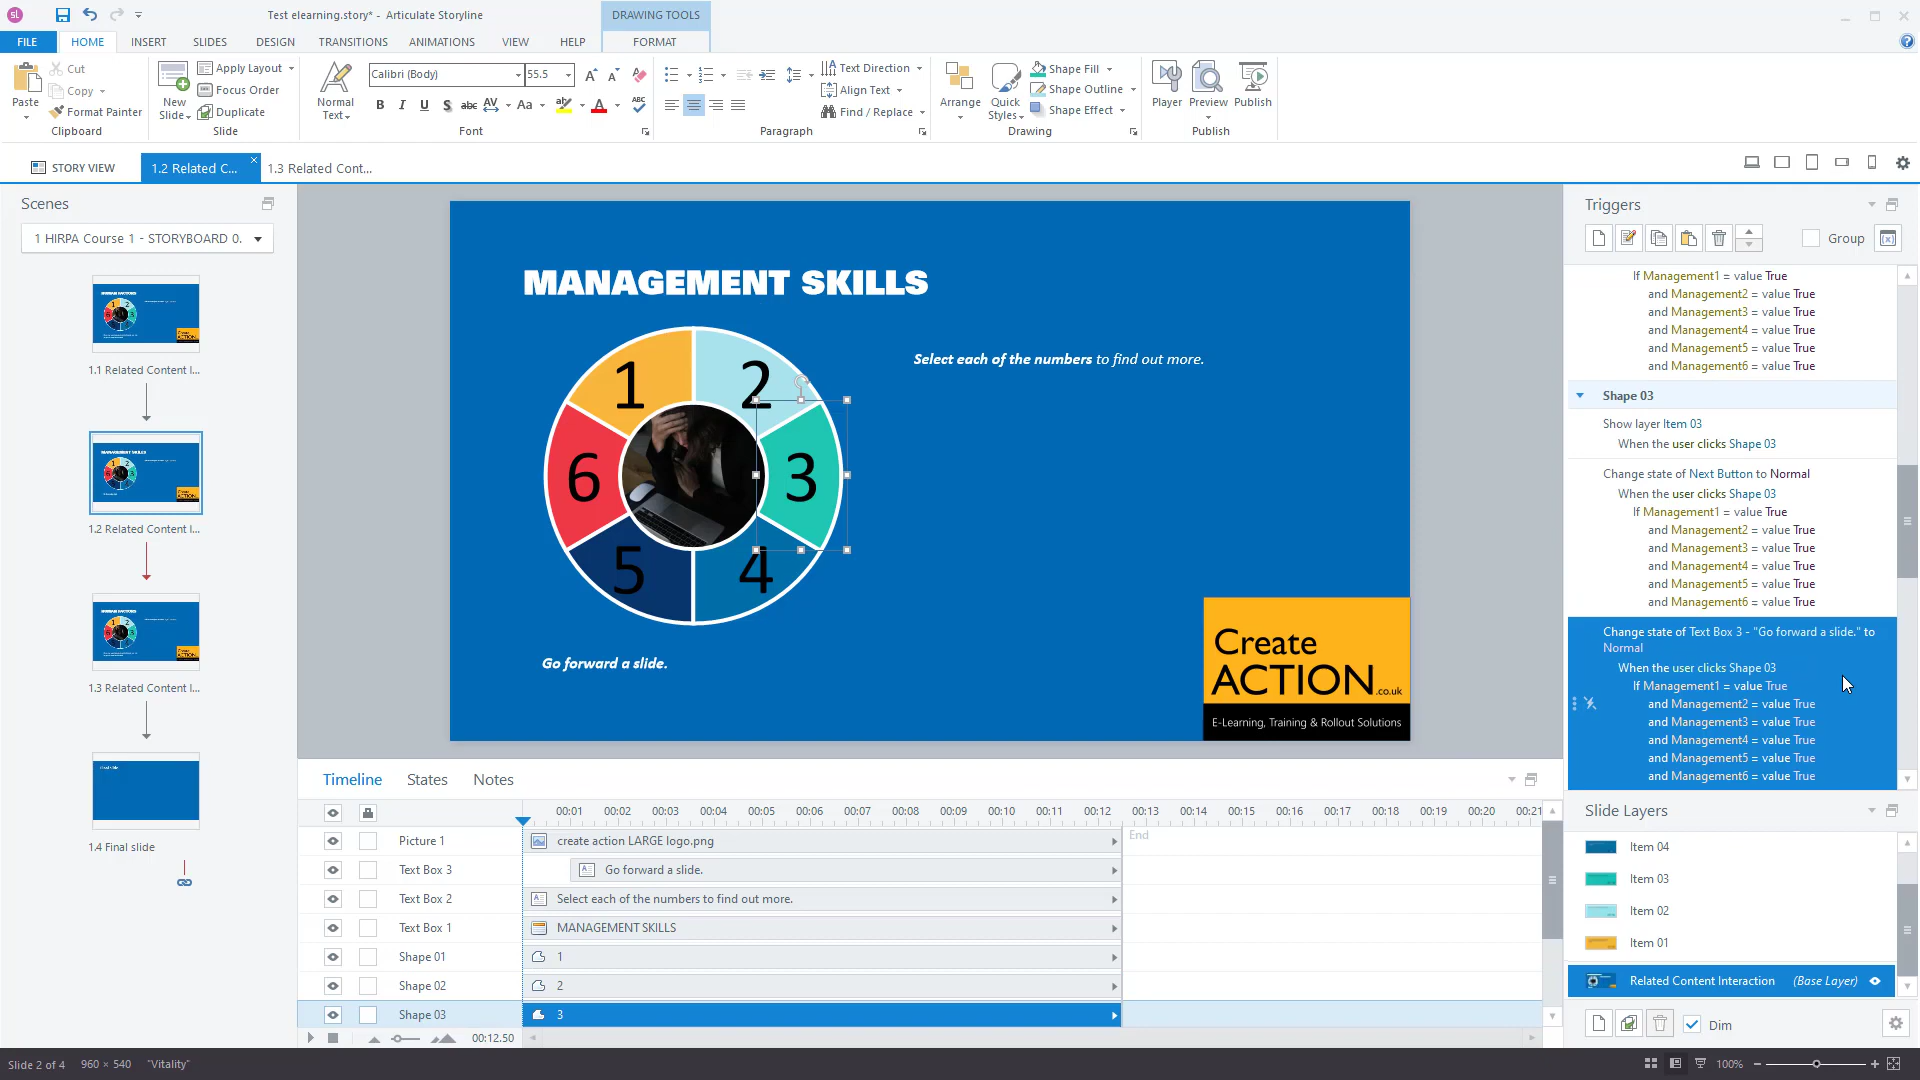 Test elearning.story* - Articulate Storyline
DRAWING TOOLS
FILE HOME INSERT SLIDES DESIGN TRANSITIONS ANIMATIONS VIEW HELP FORMAT
Paste
Cut
Copy
Format Painter
Clipboard
New Slide
Apply Layout
Focus Order
Duplicate
Slide
Normal Text
Calibri (Body) 55.5
B I U S abc AV Aa A ABC
Font
Text Direction
Align Text
Find / Replace
Paragraph
Arrange
Quick Styles
Shape Fill
Shape Outline
Shape Effect
Drawing
Player
Preview
Publish
Publish
STORY VIEW
1.2 Related C...
1.3 Related Cont...
Scenes
1 HIRPA Course 1 - STORYBOARD 0.
1.1 Related Content I...
1.2 Related Content I...
1.3 Related Content I...
1.4 Final slide
MANAGEMENT SKILLS
Select each of the numbers to find out more.
1
2
3
4
5
6
Go forward a slide.
Create
ACTION.co.uk
E-Learning, Training & Rollout Solutions
Timeline States Notes
00:01 00:02 00:03 00:04 00:05 00:06 00:07 00:08 00:09 00:10 00:11 00:12 00:13 00:14 00:15 00:16 00:17 00:18 00:19 00:20 00:21
Picture 1 create action LARGE logo.png End
Text Box 3 Go forward a slide.
Text Box 2 Select each of the numbers to find out more.
Text Box 1 MANAGEMENT SKILLS
Shape 01 1
Shape 02 2
Shape 03 3
00:12.50
Triggers
Group
If Management1 = value True
and Management2 = value True
and Management3 = value True
and Management4 = value True
and Management5 = value True
and Management6 = value True
Shape 03
Show layer Item 03
When the user clicks Shape 03
Change state of Next Button to Normal
When the user clicks Shape 03
If Management1 = value True
and Management2 = value True
and Management3 = value True
and Management4 = value True
and Management5 = value True
and Management6 = value True
Change state of Text Box 3 - "Go forward a slide." to
Normal
When the user clicks Shape 03
If Management1 = value True
and Management2 = value True
and Management3 = value True
and Management4 = value True
and Management5 = value True
and Management6 = value True
Slide Layers
Item 04
Item 03
Item 02
Item 01
Related Content Interaction (Base Layer)
Dim
Slide 2 of 4 960 × 540 "Vitality" 100%